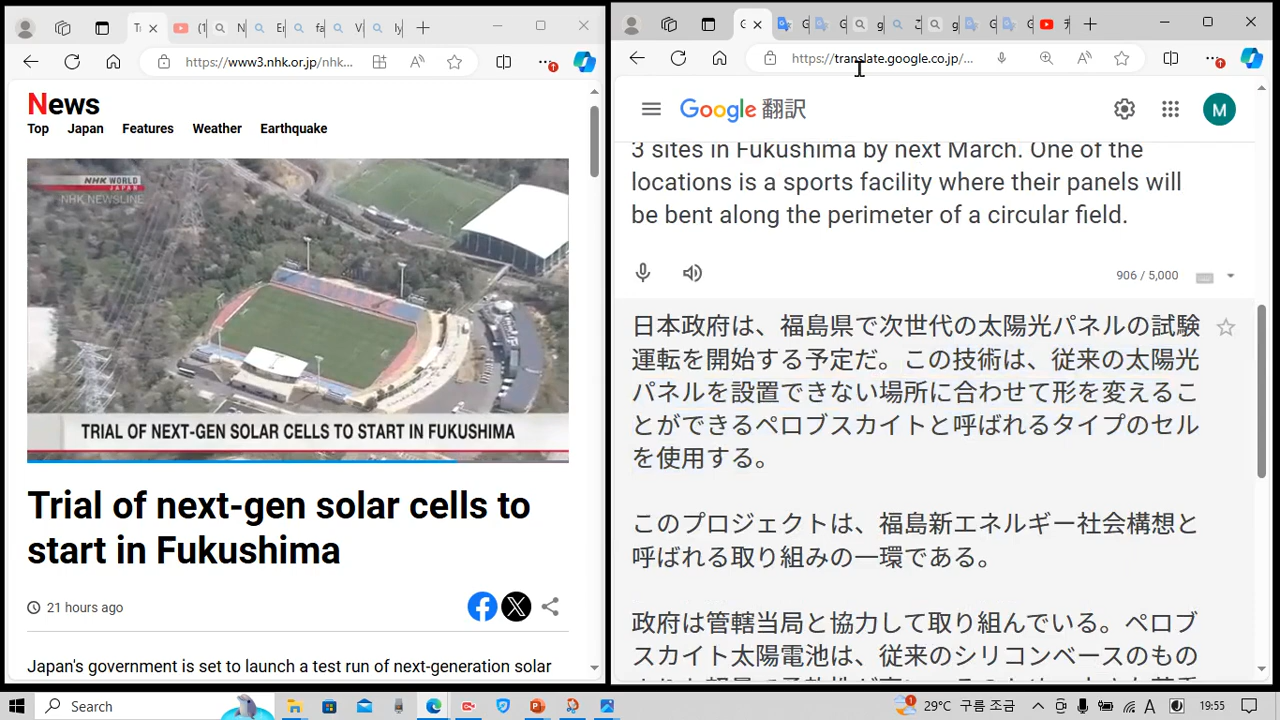 https://www3.nhk.or.jp/nhk...
News
Top Japan Features Weather Earthquake
NHK WORLD
JAPAN
NHK NEWSLINE
TRIAL OF NEXT-GEN SOLAR CELLS TO START IN FUKUSHIMA
Trial of next-gen solar cells to
start in Fukushima
21 hours ago
Japan's government is set to launch a test run of next-generation solar
https://translate.google.co.jp/...
Google 翻訳
M
3 sites in Fukushima by next March. One of the
locations is a sports facility where their panels will
be bent along the perimeter of a circular field.
906 / 5,000
日本政府は、福島県で次世代の太陽光パネルの試験
運転を開始する予定だ。この技術は、従来の太陽光
パネルを設置できない場所に合わせて形を変えるこ
とができるペロブスカイトと呼ばれるタイプのセル
を使用する。
このプロジェクトは、福島新エネルギー社会構想と
呼ばれる取り組みの一環である。
政府は管轄当局と協力して取り組んでいる。ペロブ
スカイト太陽電池は、従来のシリコンベースのもの
Search
29°C 구름 조금
A
19:55